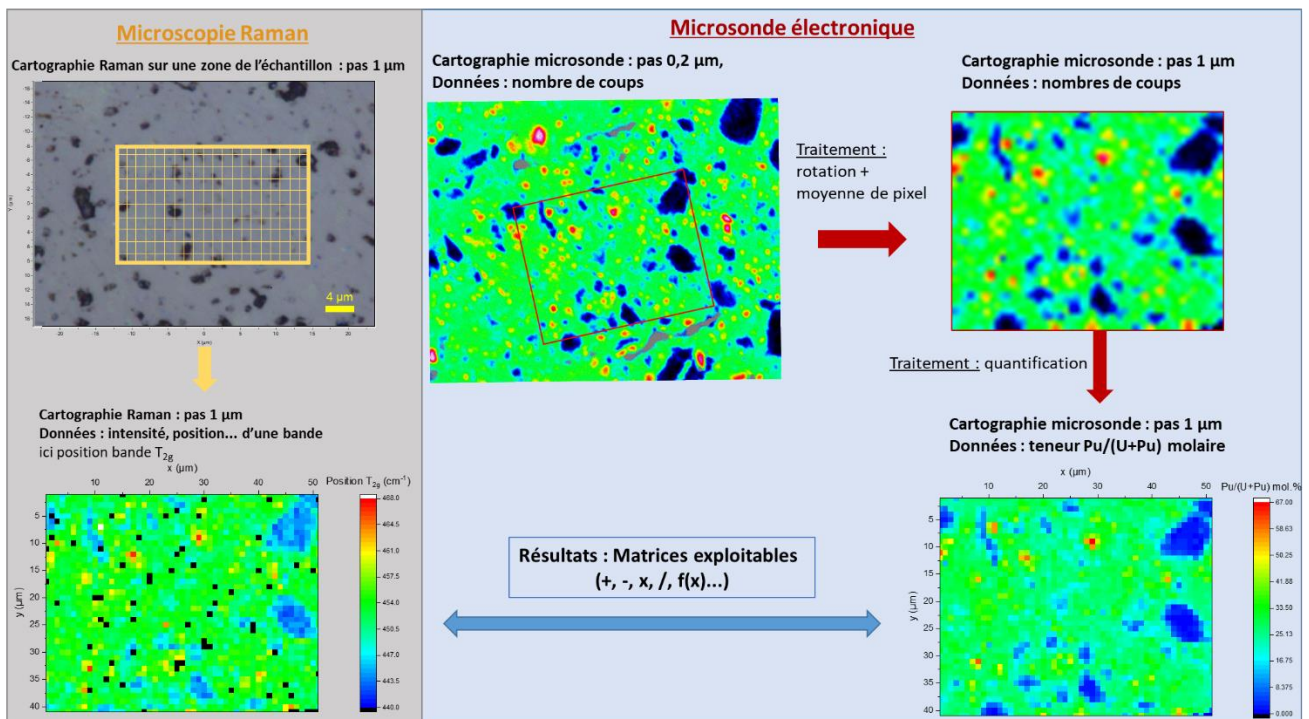 Microscopie Raman
Cartographie Raman sur une zone de l'échantillon : pas 1 µm
4 µm
Cartographie Raman : pas 1 µm
Données : intensité, position... d'une bande
ici position bande T2g
x (µm)
Position T2g (cm-1)
10 20 30 40 50
5
10
15
20
25
30
35
40
y (µm)
468.0
464.5
461.0
457.5
454.0
450.5
447.0
443.5
440.0
Microsonde électronique
Cartographie microsonde : pas 0,2 µm,
Données : nombre de coups
Traitement :
rotation +
moyenne de pixel
Cartographie microsonde : pas 1 µm
Données : nombres de coups
Traitement : quantification
Cartographie microsonde : pas 1 µm
Données : teneur Pu/(U+Pu) molaire
x (µm)
Pu/(U+Pu) mol.%
10 20 30 40 50
5
10
15
20
25
30
35
40
y (µm)
67.00
58.63
50.25
41.88
33.50
25.13
16.75
8.375
0.000
Résultats : Matrices exploitables
(+, -, x, /, f(x)...)